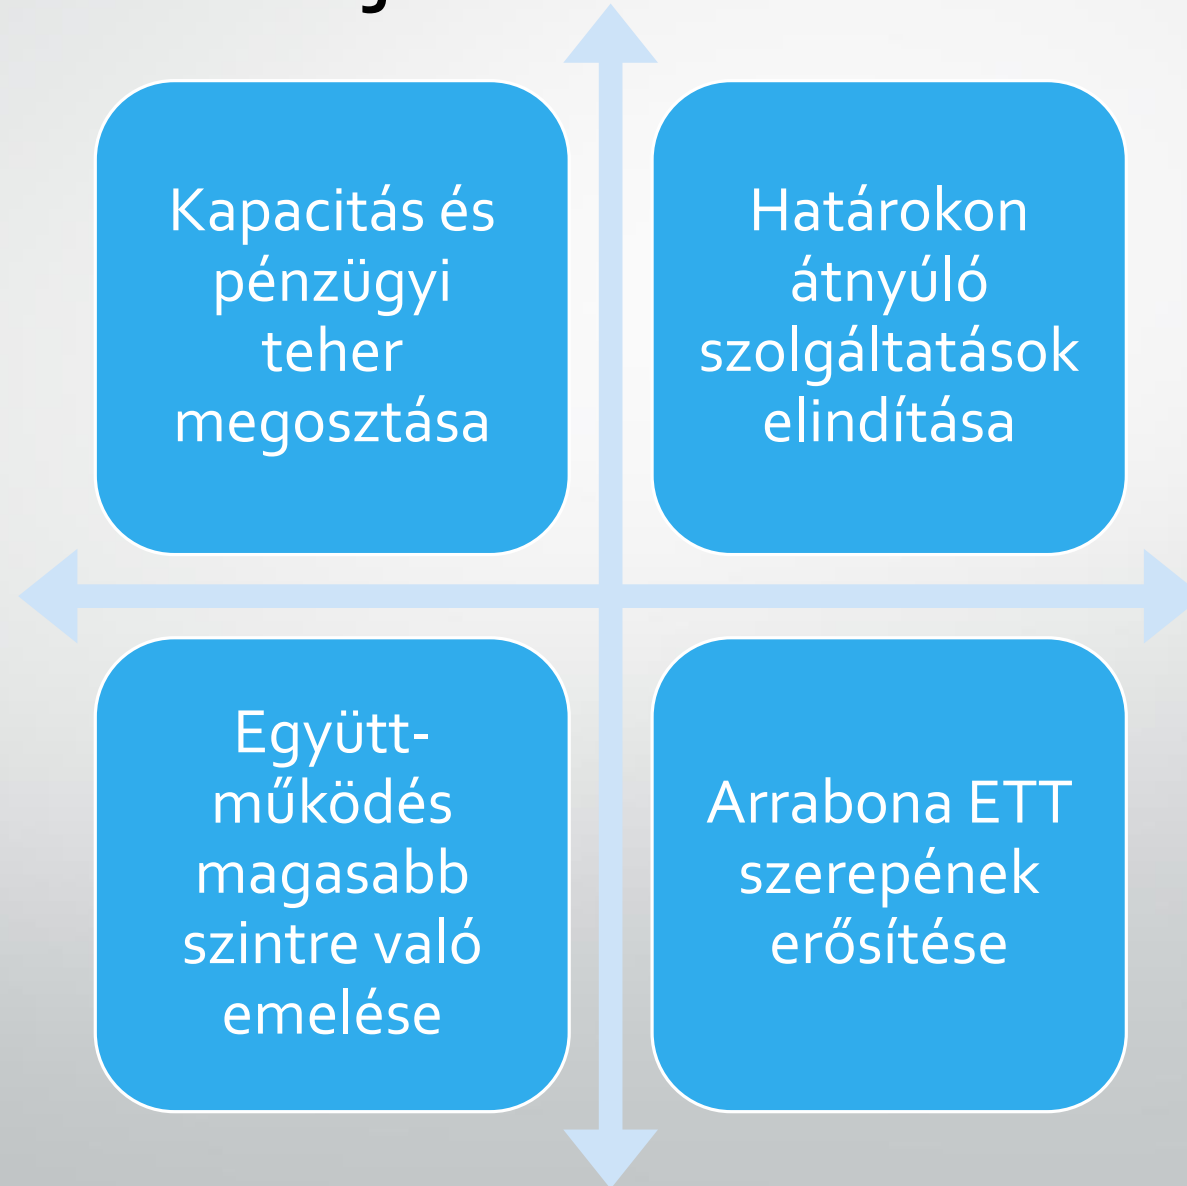 Kapacitás és
pénzügyi
teher
megosztása
Határokon
átnyúló
szolgáltatások
elindítása
Együtt-
működés
magasabb
szintre való
emelése
Arrabona ETT
szerepének
erősítése